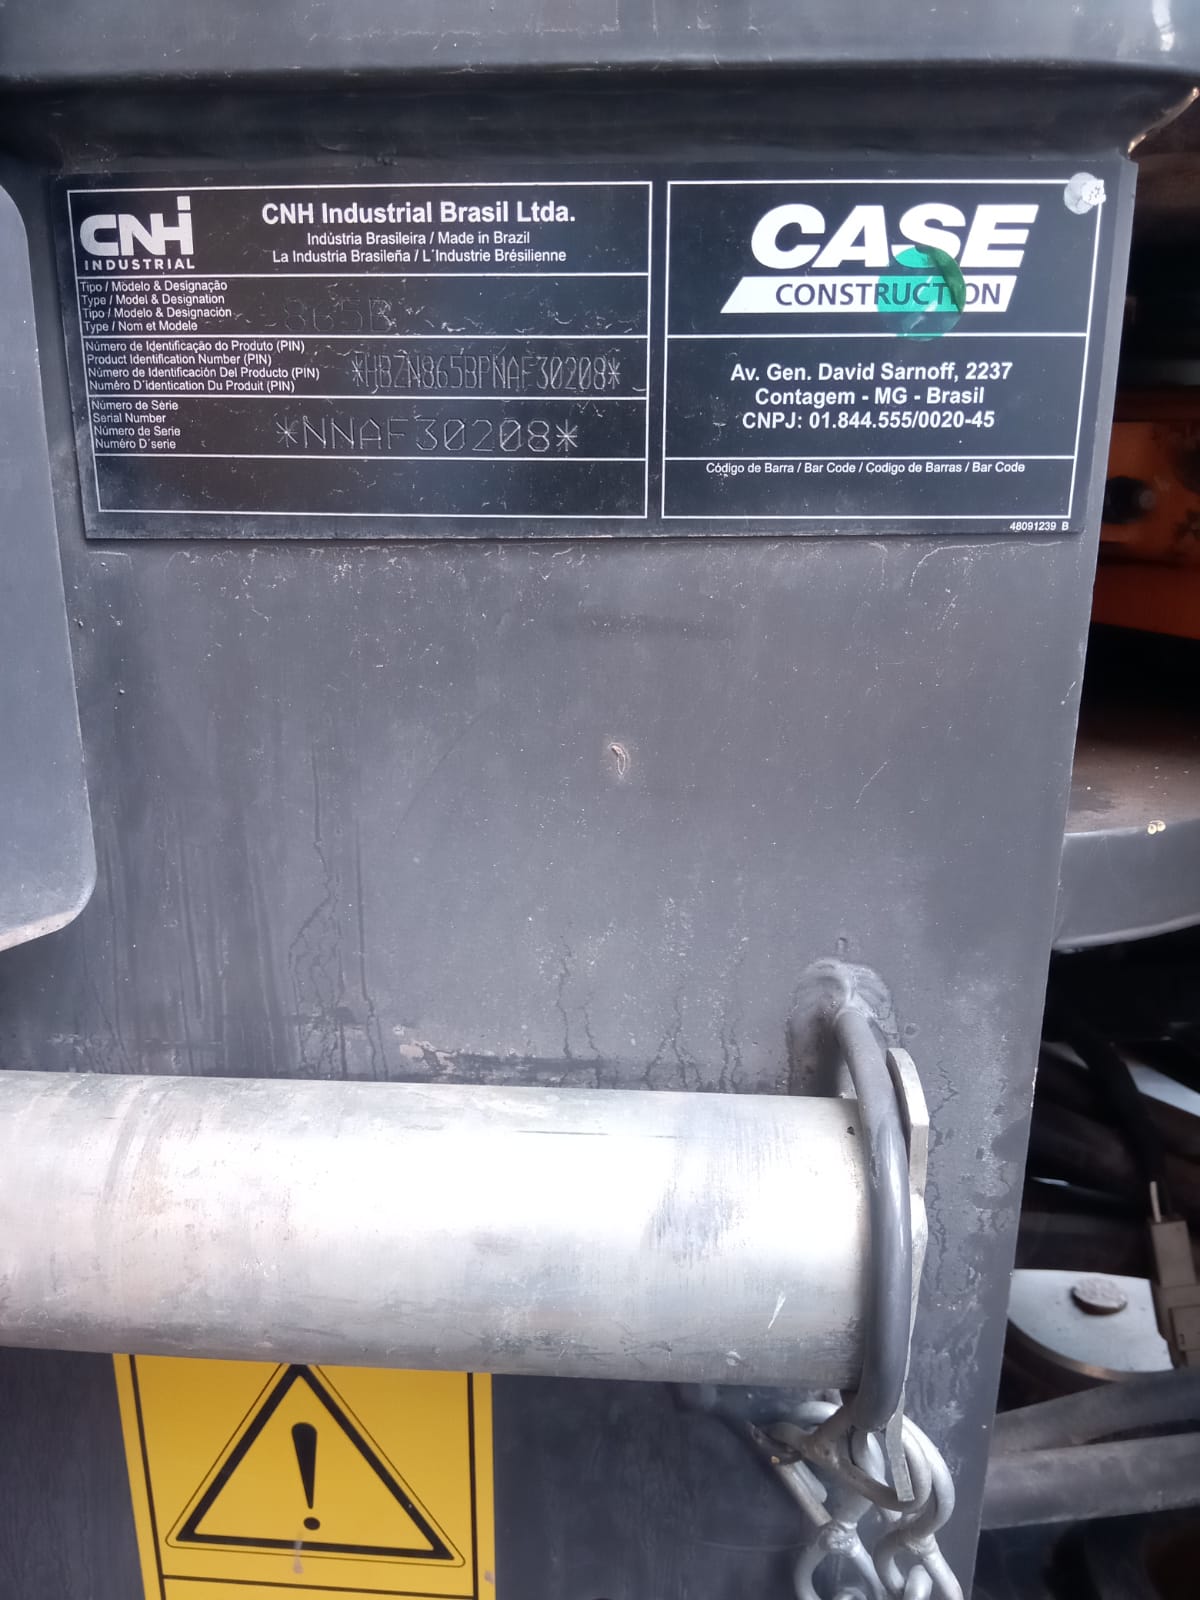 CNH
INDUSTRIAL
CNH Industrial Brasil Ltda.
Indústria Brasileira / Made in Brazil
La Industria Brasileña / L'Industrie Brésilienne
Tipo / Modelo & Designação
Type / Model & Designation
Tipo / Modelo & Designación
Type / Nom et Modele
865B
Número de Identificação do Produto (PIN)
Product Identification Number (PIN)
Número de Identificación Del Producto (PIN)
Numéro D'identication Du Produit (PIN)
*HBZN865BPNAF30208*
Número de Série
Serial Number
Número de Serie
Numéro D'serie
*NNAF30208*
CASE
CONSTRUCTION
Av. Gen. David Sarnoff, 2237
Contagem - MG - Brasil
CNPJ: 01.844.555/0020-45
Código de Barra / Bar Code / Codigo de Barras / Bar Code
48091239 B